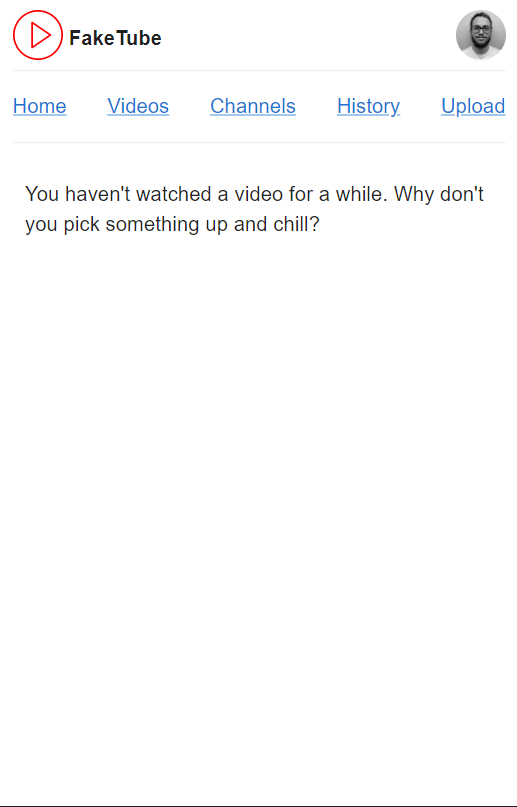 FakeTube
Home Videos Channels History Upload
You haven't watched a video for a while. Why don't
you pick something up and chill?